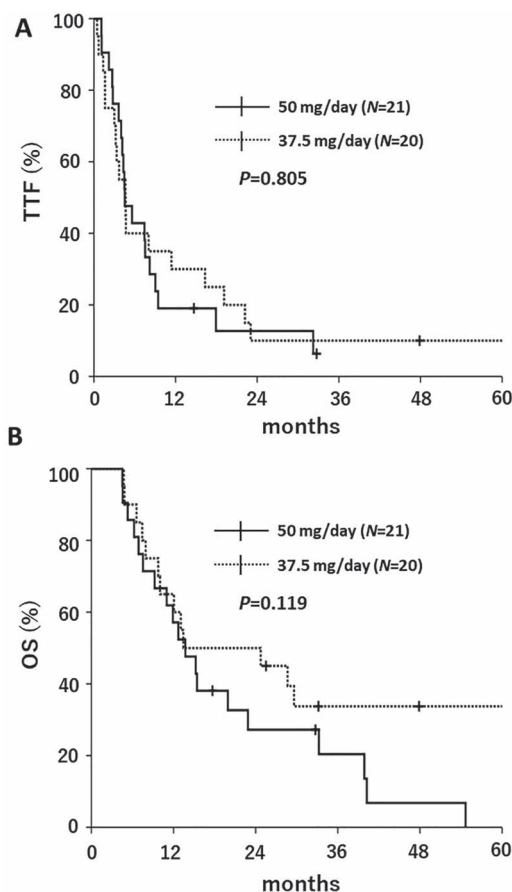 A
100
80
60
40
20
0
TTF (%)
50 mg/day (N=21)
37.5 mg/day (N=20)
P=0.805
0 12 24 36 48 60
months
B
100
80
60
40
20
0
OS (%)
50 mg/day (N=21)
37.5 mg/day (N=20)
P=0.119
0 12 24 36 48 60
months